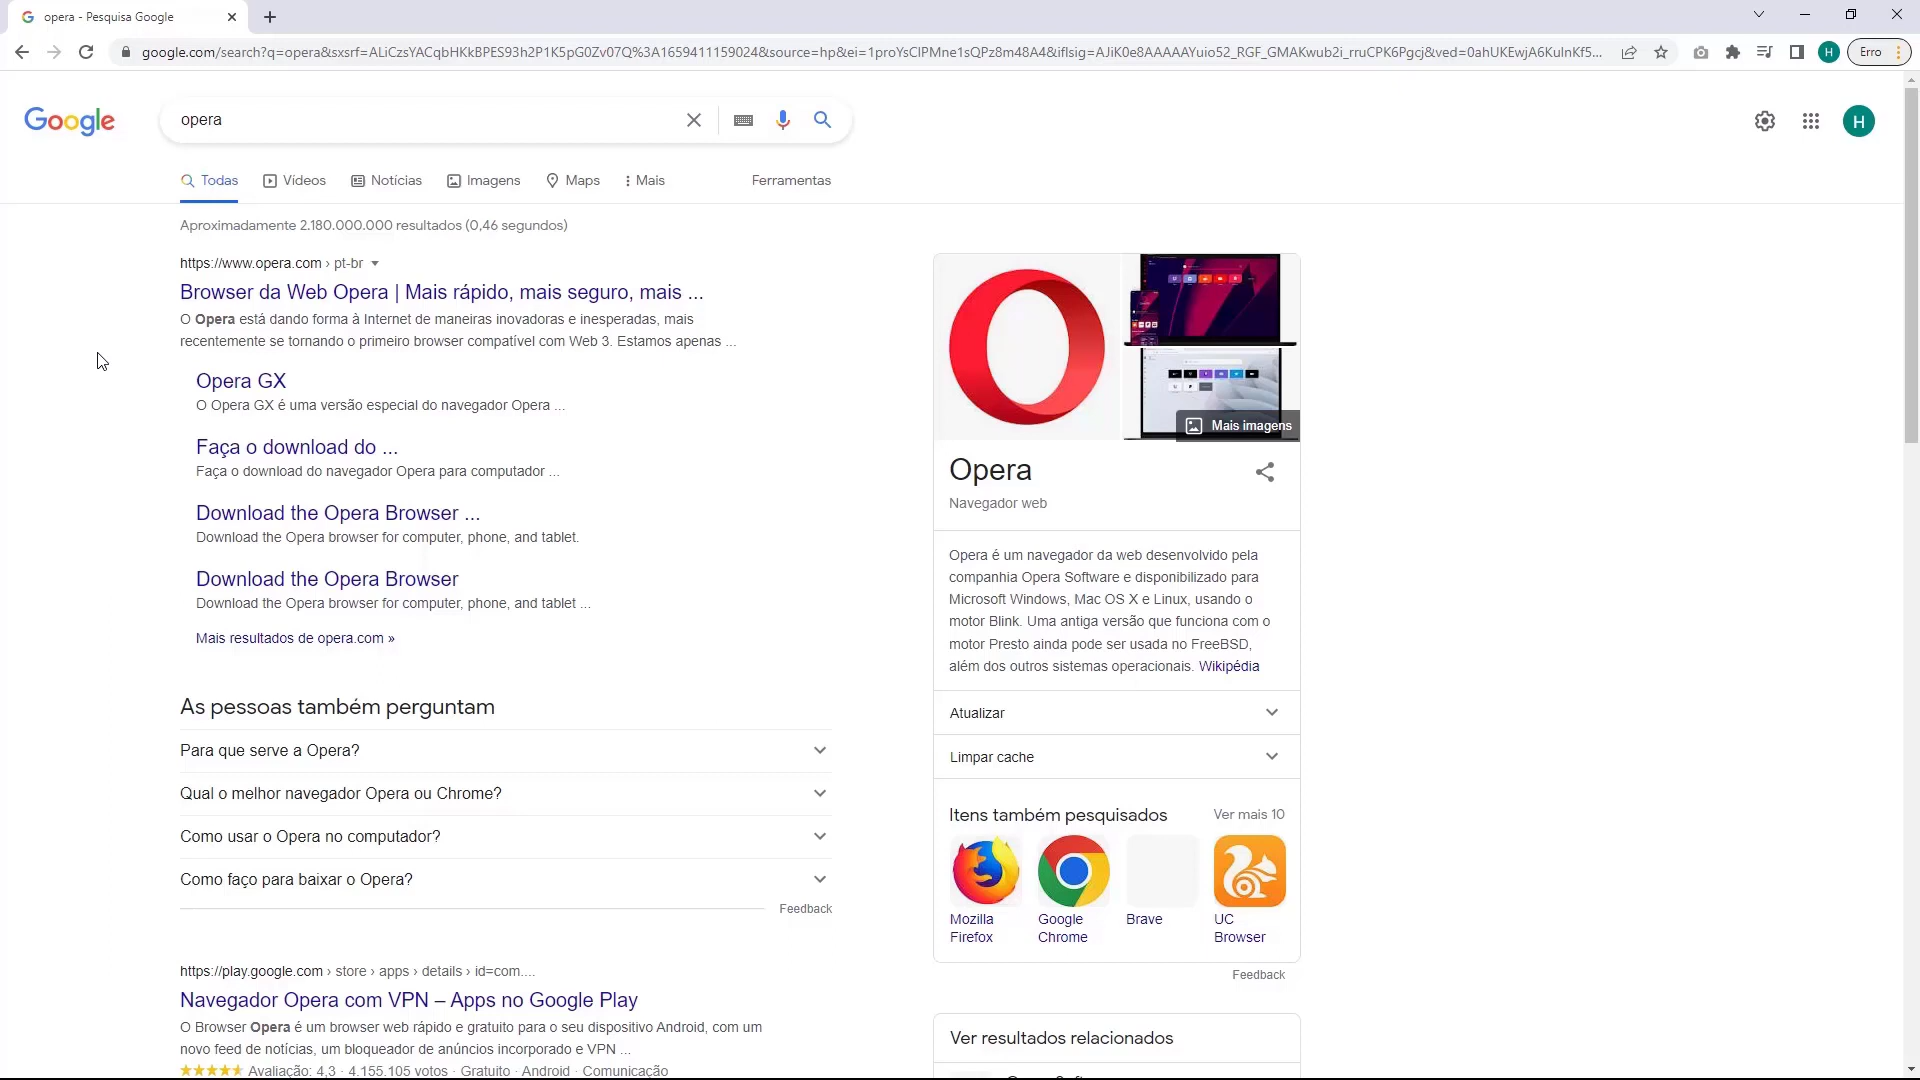 opera - Pesquisa Google
google.com/search?q=opera&sxsrf=ALiCzsYACqbHKkBPES93h2P1K5pG0Zv07Q%3A1659411159024&source=hp&ei=1proYsClPMne1sQPz8m48A4&iflsig=AJiK0e8AAAAAYuio52_RGF_GMAKwub2i_rruCPK6Pgcj&ved=0ahUKEwjA6KuInKf5...
H
Erro
Google
opera
H
Todas
Vídeos
Notícias
Imagens
Maps
Mais
Ferramentas
Aproximadamente 2.180.000.000 resultados (0,46 segundos)
https://www.opera.com › pt-br
Browser da Web Opera | Mais rápido, mais seguro, mais ...
O Opera está dando forma à Internet de maneiras inovadoras e inesperadas, mais
recentemente se tornando o primeiro browser compatível com Web 3. Estamos apenas ...
Opera GX
O Opera GX é uma versão especial do navegador Opera ...
Faça o download do ...
Faça o download do navegador Opera para computador ...
Download the Opera Browser ...
Download the Opera browser for computer, phone, and tablet.
Download the Opera Browser
Download the Opera browser for computer, phone, and tablet ...
Mais resultados de opera.com »
As pessoas também perguntam
Para que serve a Opera?
Qual o melhor navegador Opera ou Chrome?
Como usar o Opera no computador?
Como faço para baixar o Opera?
Feedback
https://play.google.com › store › apps › details › id=com....
Navegador Opera com VPN – Apps no Google Play
O Browser Opera é um browser web rápido e gratuito para o seu dispositivo Android, com um
novo feed de notícias, um bloqueador de anúncios incorporado e VPN ...
Avaliação: 4,3 · 4.155.105 votos · Gratuito · Android · Comunicação
Mais imagens
Opera
Navegador web
Opera é um navegador da web desenvolvido pela
companhia Opera Software e disponibilizado para
Microsoft Windows, Mac OS X e Linux, usando o
motor Blink. Uma antiga versão que funciona com o
motor Presto ainda pode ser usada no FreeBSD,
além dos outros sistemas operacionais. Wikipédia
Atualizar
Limpar cache
Itens também pesquisados
Ver mais 10
Mozilla
Firefox
Google
Chrome
Brave
UC
Browser
Feedback
Ver resultados relacionados